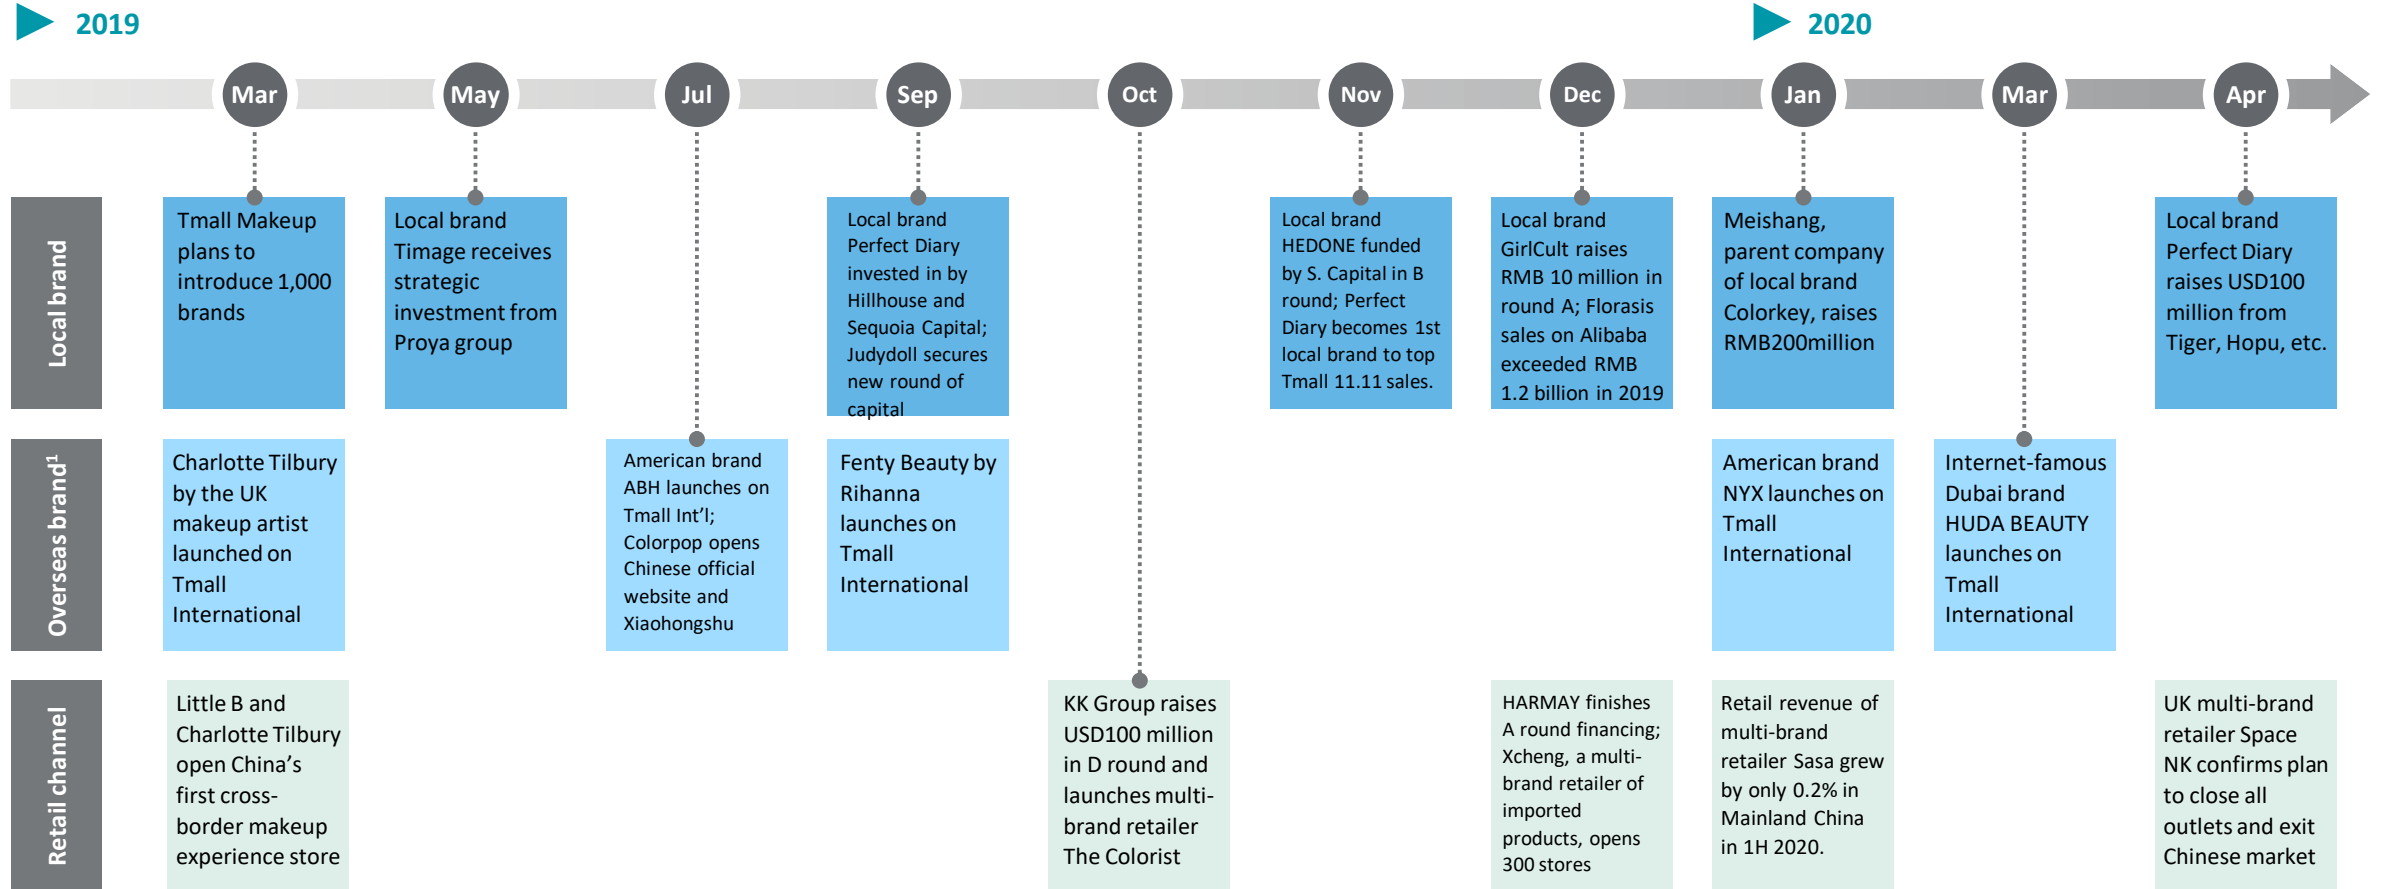 2019
2020
Mar
May
Jul
Sep
Oct
Nov
Dec
Jan
Mar
Apr
Local brand
Tmall Makeup
plans to
introduce 1,000
brands
Local brand
Timage receives
strategic
investment from
Proya group
Local brand
Perfect Diary
invested in by
Hillhouse and
Sequoia Capital;
Judydoll secures
new round of
capital
Local brand
HEDONE funded
by S. Capital in B
round; Perfect
Diary becomes 1st
local brand to top
Tmall 11.11 sales.
Local brand
GirlCult raises
RMB 10 million in
round A; Florasis
sales on Alibaba
exceeded RMB
1.2 billion in 2019
Meishang,
parent company
of local brand
Colorkey, raises
RMB200million
Local brand
Perfect Diary
raises USD100
million from
Tiger, Hopu, etc.
Overseas brand1
Charlotte Tilbury
by the UK
makeup artist
launched on
Tmall
International
American brand
ABH launches on
Tmall Int'l;
Colorpop opens
Chinese official
website and
Xiaohongshu
Fenty Beauty by
Rihanna
launches on
Tmall
International
American brand
NYX launches on
Tmall
International
Internet-famous
Dubai brand
HUDA BEAUTY
launches on
Tmall
International
Retail channel
Little B and
Charlotte Tilbury
open China's
first cross-
border makeup
experience store
KK Group raises
USD100 million
in D round and
launches multi-
brand retailer
The Colorist
HARMAY finishes
A round financing;
Xcheng, a multi-
brand retailer of
imported
products, opens
300 stores
Retail revenue of
multi-brand
retailer Sasa grew
by only 0.2% in
Mainland China
in 1H 2020.
UK multi-brand
retailer Space
NK confirms plan
to close all
outlets and exit
Chinese market